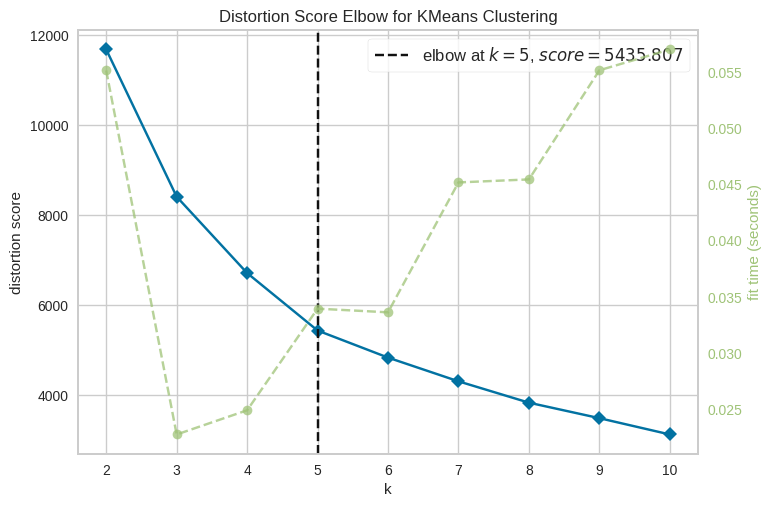 Distortion Score Elbow for KMeans Clustering
elbow at k = 5, score = 5435.807
12000
10000
8000
6000
4000
distortion score
0.055
0.050
0.045
0.040
0.035
0.030
0.025
fit time (seconds)
2 3 4 5 6 7 8 9 10
k